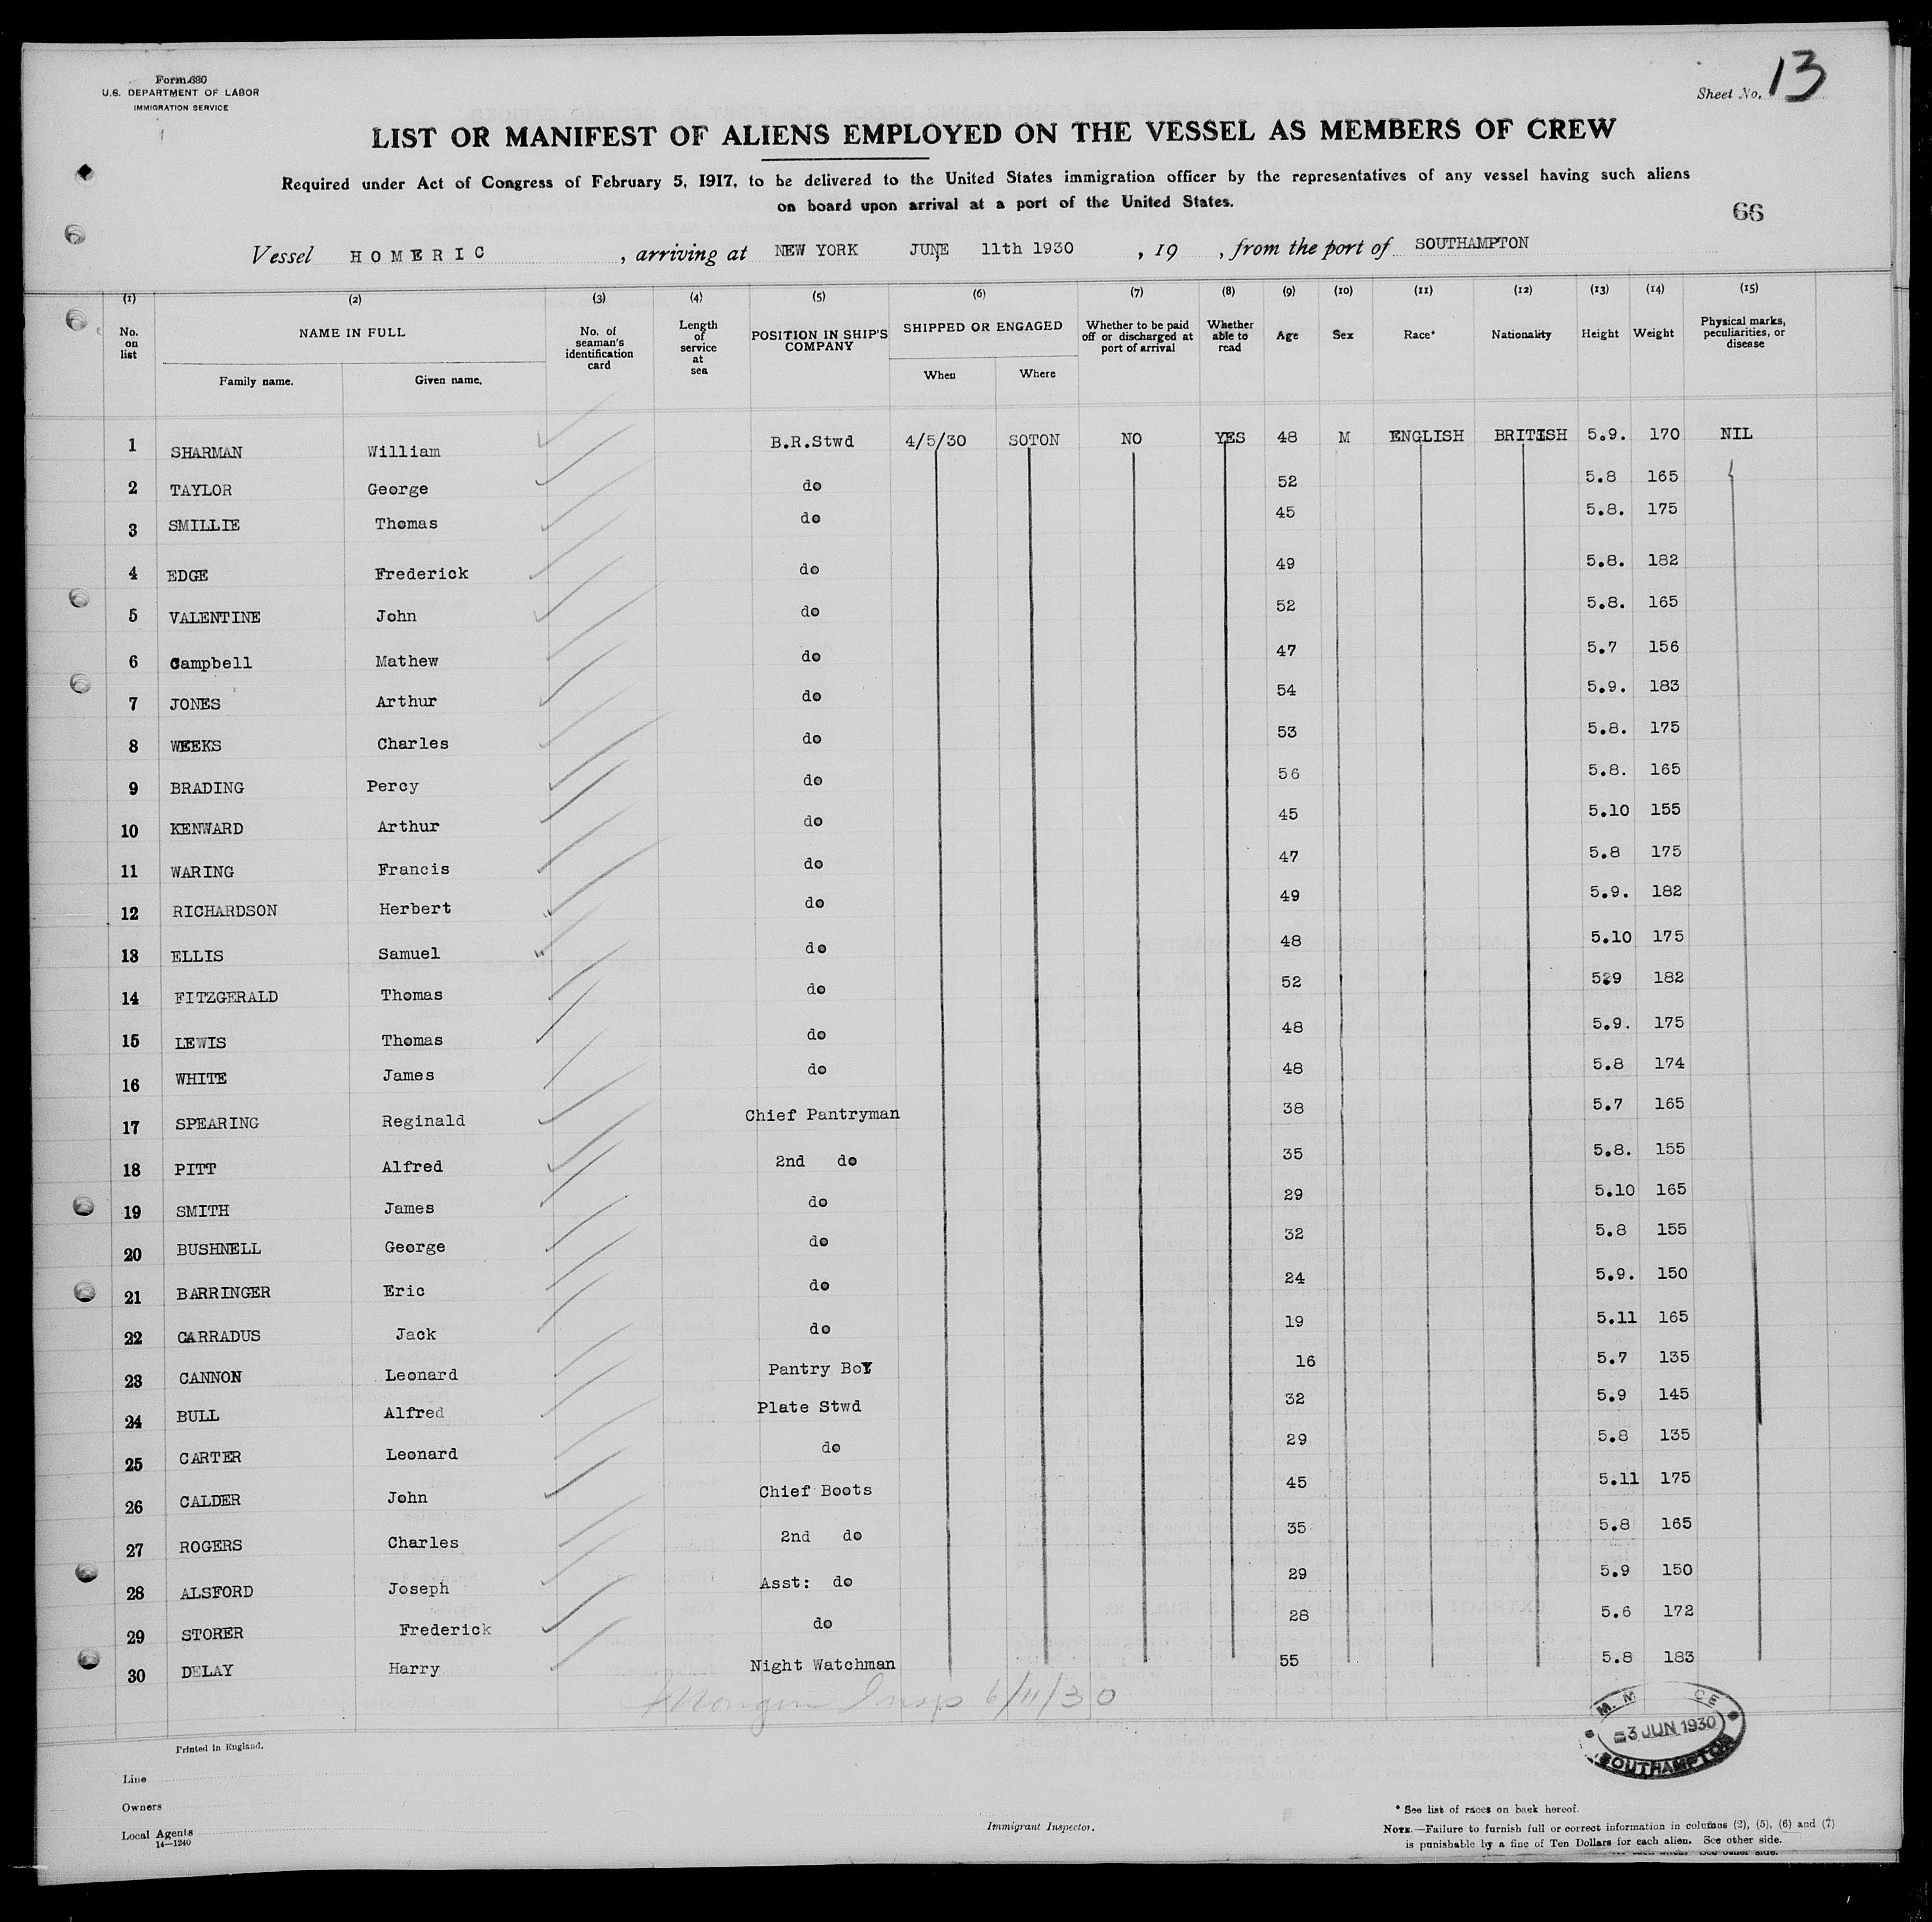 Form 680
U.S. DEPARTMENT OF LABOR
IMMIGRATION SERVICE
Sheet No. 13
LIST OR MANIFEST OF ALIENS EMPLOYED ON THE VESSEL AS MEMBERS OF CREW
Required under Act of Congress of February 5, 1917, to be delivered to the United States immigration officer by the representatives of any vessel having such aliens
on board upon arrival at a port of the United States.
66
Vessel HOMERIC, arriving at NEW YORK JUNE 11th 1930, 19 , from the port of SOUTHAMPTON
(1) (2) (3) (4) (5) (6) (7) (8) (9) (10) (11) (12) (13) (14) (15)
No. on list NAME IN FULL No. of seaman's identification card Length of service at sea POSITION IN SHIP'S COMPANY SHIPPED OR ENGAGED Whether to be paid off or discharged at port of arrival Whether able to read Age Sex Race* Nationality Height Weight Physical marks, peculiarities, or disease
Family name. Given name. When Where
1 SHARMAN William B.R.Stwd 4/5/30 SOTON NO YES 48 M ENGLISH BRITISH 5.9. 170 NIL
2 TAYLOR George do 52 5.8 165
3 SMILLIE Thomas do 45 5.8. 175
4 EDGE Frederick do 49 5.8. 182
5 VALENTINE John do 52 5.8. 165
6 Campbell Mathew do 47 5.7 156
7 JONES Arthur do 54 5.9. 183
8 WEEKS Charles do 53 5.8. 175
9 BRADING Percy do 56 5.8. 165
10 KENWARD Arthur do 45 5.10 155
11 WARING Francis do 47 5.8 175
12 RICHARDSON Herbert do 49 5.9. 182
13 ELLIS Samuel do 48 5.10 175
14 FITZGERALD Thomas do 52 529 182
15 LEWIS Thomas do 48 5.9. 175
16 WHITE James do 48 5.8 174
17 SPEARING Reginald Chief Pantryman 38 5.7 165
18 PITT Alfred 2nd do 35 5.8. 155
19 SMITH James do 29 5.10 165
20 BUSHNELL George do 32 5.8 155
21 BARRINGER Eric do 24 5.9. 150
22 CARRADUS Jack do 19 5.11 165
23 CANNON Leonard Pantry BoY 16 5.7 135
24 BULL Alfred Plate Stwd 32 5.9 145
25 CARTER Leonard do 29 5.8 135
26 CALDER John Chief Boots 45 5.11 175
27 ROGERS Charles 2nd do 35 5.8 165
28 ALSFORD Joseph Asst: do 29 5.9 150
29 STORER Frederick do 28 5.6 172
30 DELAY Harry Night Watchman 55 5.8 183
Insp 6/11/30
M. M CE
3 JUN 1930
SOUTHAMPTON
Printed in England.
Line
Owners
Local Agents
14—1240
Immigrant Inspector.
* See list of races on back hereof.
NOTE.—Failure to furnish full or correct information in columns (2), (5), (6) and (7)
is punishable by a fine of Ten Dollars for each alien. See other side.